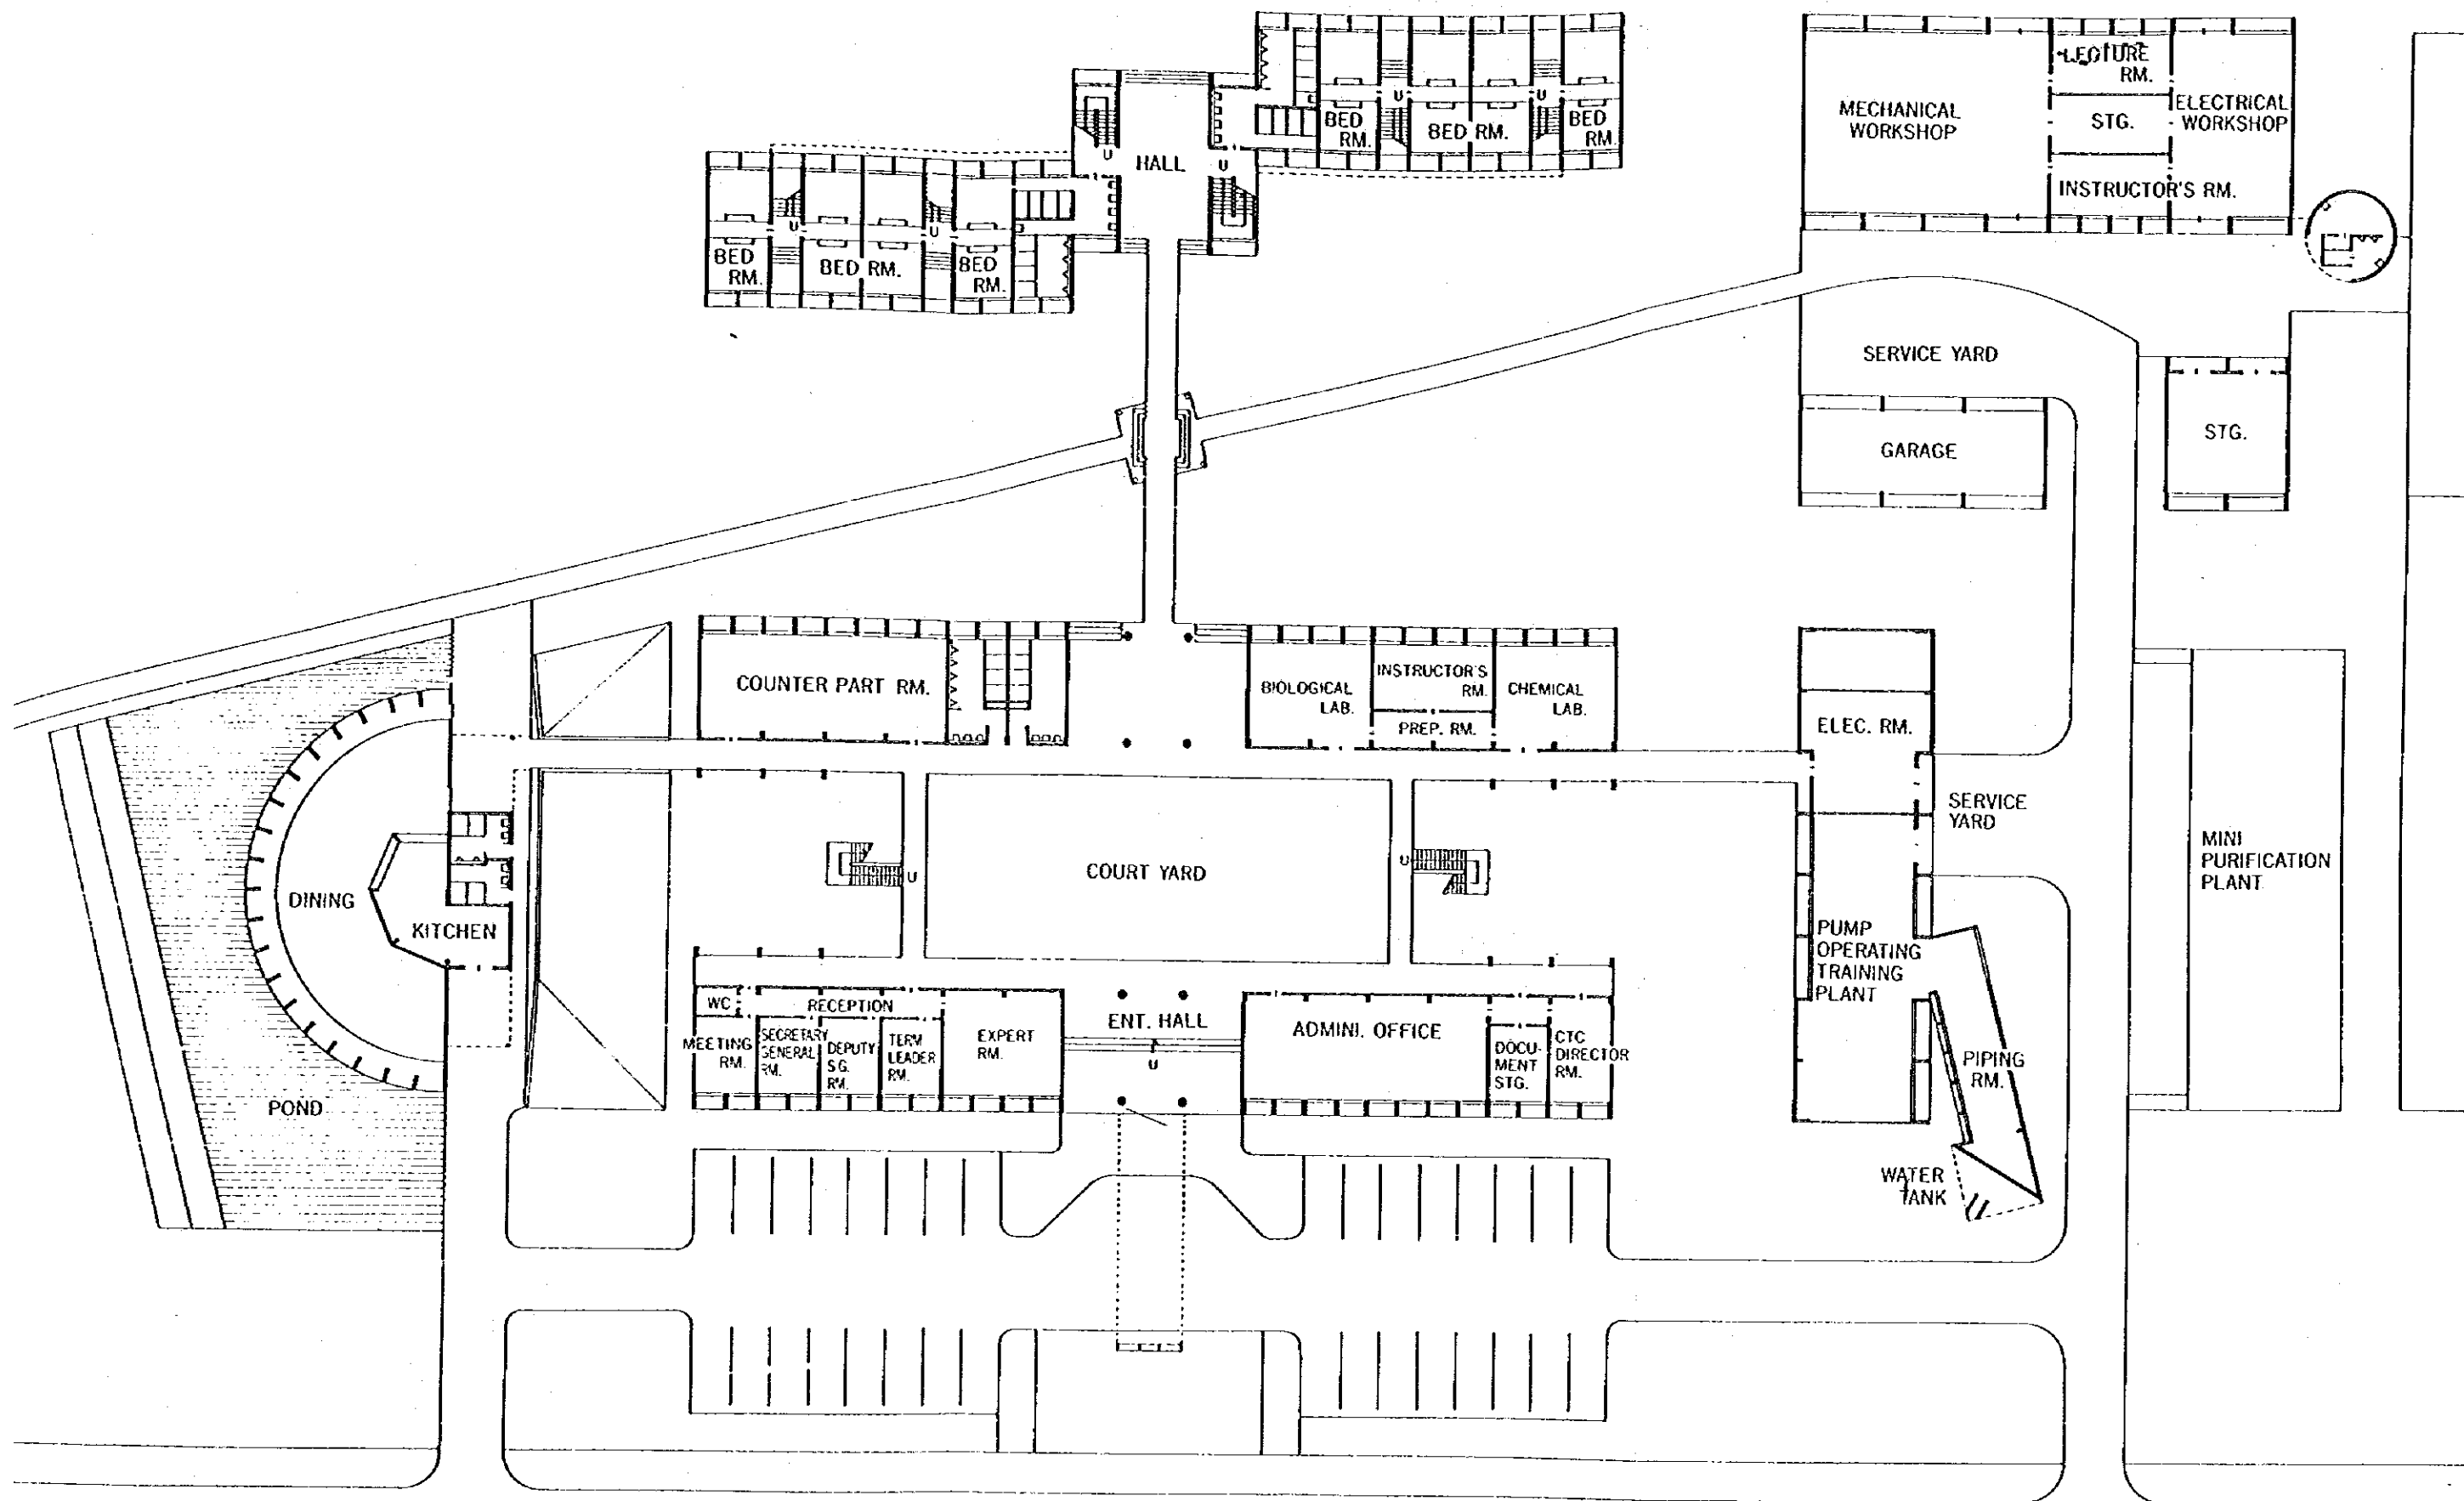 LECTURE
RM.
MECHANICAL
WORKSHOP
STG.
ELECTRICAL
WORKSHOP
INSTRUCTOR'S RM.
BED
RM.
BED RM.
BED
RM.
HALL
U
U
U
U
BED
RM.
BED RM.
BED
RM.
U
U
SERVICE YARD
GARAGE
STG.
COUNTER PART RM.
BIOLOGICAL
LAB.
INSTRUCTOR'S
RM.
PREP. RM.
CHEMICAL
LAB.
ELEC. RM.
SERVICE
YARD
MINI
PURIFICATION
PLANT
COURT YARD
U
U
DINING
KITCHEN
PUMP
OPERATING
TRAINING
PLANT
WC
RECEPTION
MEETING
RM.
SECRETARY
GENERAL
RM.
DEPUTY
S.G.
RM.
TERM
LEADER
RM.
EXPERT
RM.
ENT. HALL
U
ADMINI. OFFICE
DOCU-
MENT
STG.
CTC
DIRECTOR
RM.
PIPING
RM.
POND
WATER
TANK